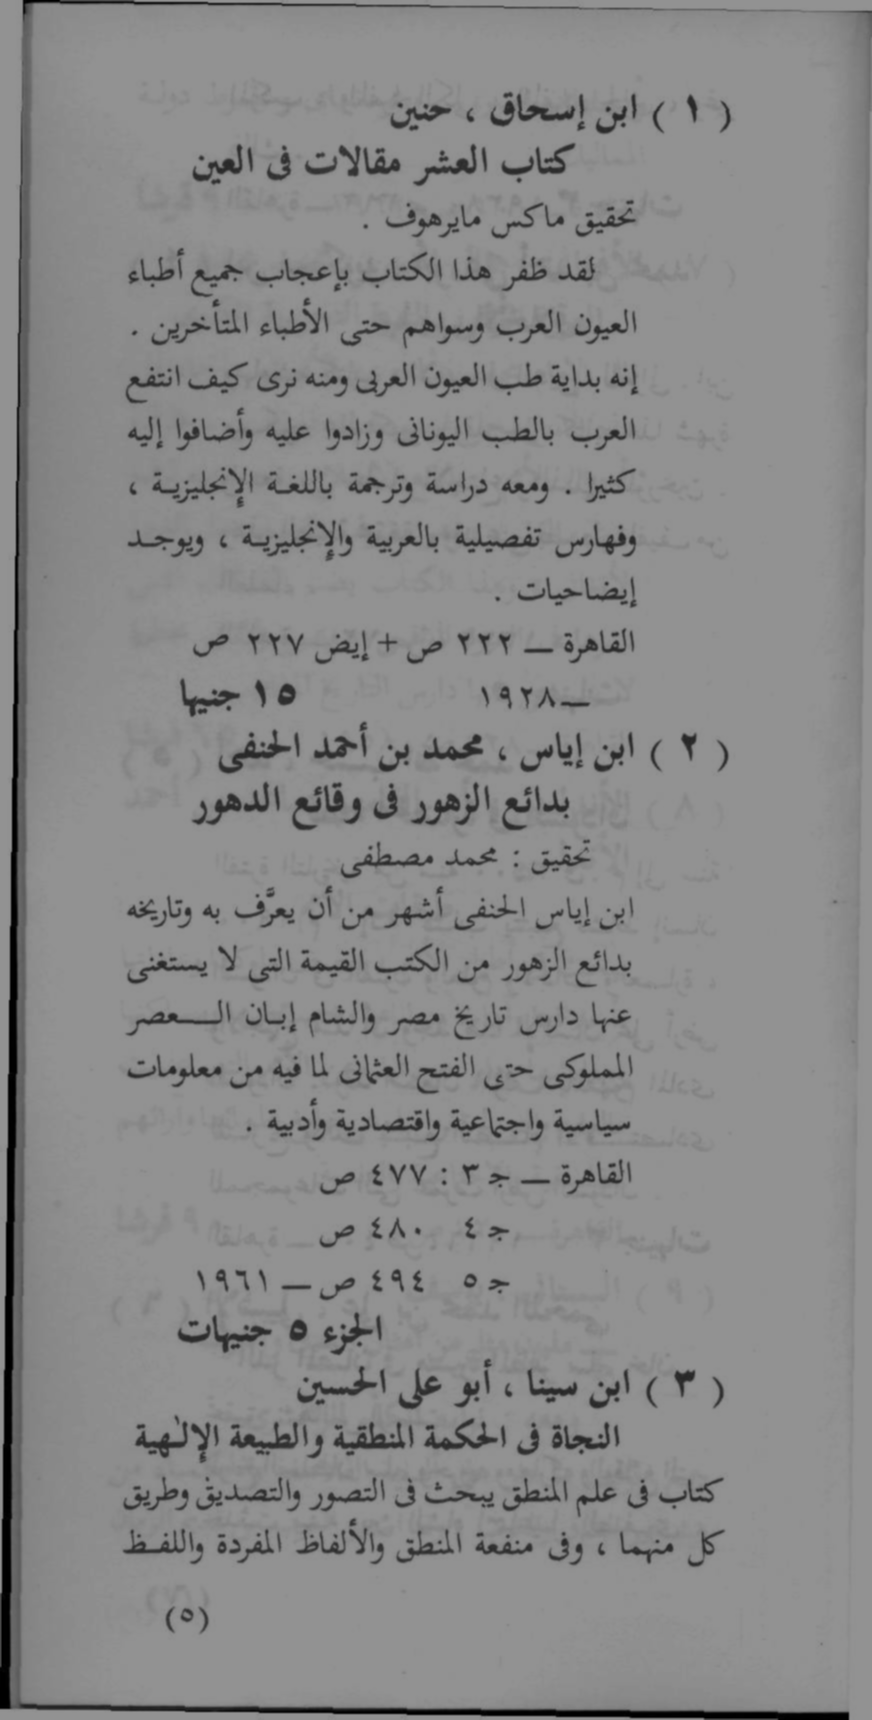 ( ١ ) ابن إسحاق ، حنين
كتاب العشر مقالات فى العين
تحقيق ماكس مايرهوف .
لقد ظفر هذا الكتاب بإعجاب جميع أطباء
العيون العرب وسواهم حتى الأطباء المتأخرين .
إنه بداية طب العيون العربى ومنه نرى كيف انتفع
العرب بالطب اليونانى وزادوا عليه وأضافوا إليه
كثيرا . ومعه دراسة وترجمة باللغة الإنجليزية ،
وفهارس تفصيلية بالعربية والإنجليزية ، ويوجد
إيضاحيات .
القاهرة — ٢٢٢ ص + إيض ٢٢٧ ص
— ١٩٢٨ ١٥ جنيها
( ٢ ) ابن إياس ، محمد بن أحمد الحنفى
بدائع الزهور فى وقائع الدهور
تحقيق : محمد مصطفى
ابن إياس الحنفى أشهر من أن يعرَّف به وتاريخه
بدائع الزهور من الكتب القيمة التى لا يستغنى
عنها دارس تاريخ مصر والشام إبان العصر
المملوكى حتى الفتح العثمانى لما فيه من معلومات
سياسية واجتماعية واقتصادية وأدبية .
القاهرة — جـ ٣ : ٤٧٧ ص
جـ ٤ ٤٨٠ ص
جـ ٥ ٤٩٤ ص — ١٩٦١
الجزء ٥ جنيهات
( ٣ ) ابن سينا ، أبو على الحسين
النجاة فى الحكمة المنطقية والطبيعة الإلٰهية
كتاب فى علم المنطق يبحث فى التصور والتصديق وطريق
كل منهما ، وفى منفعة المنطق والألفاظ المفردة واللفظ
(٥)